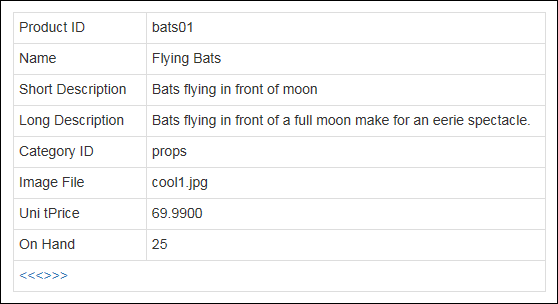 Product ID bats01
Name Flying Bats
Short Description Bats flying in front of moon
Long Description Bats flying in front of a full moon make for an eerie spectacle.
Category ID props
Image File cool1.jpg
Uni tPrice 69.9900
On Hand 25
<<<>>>